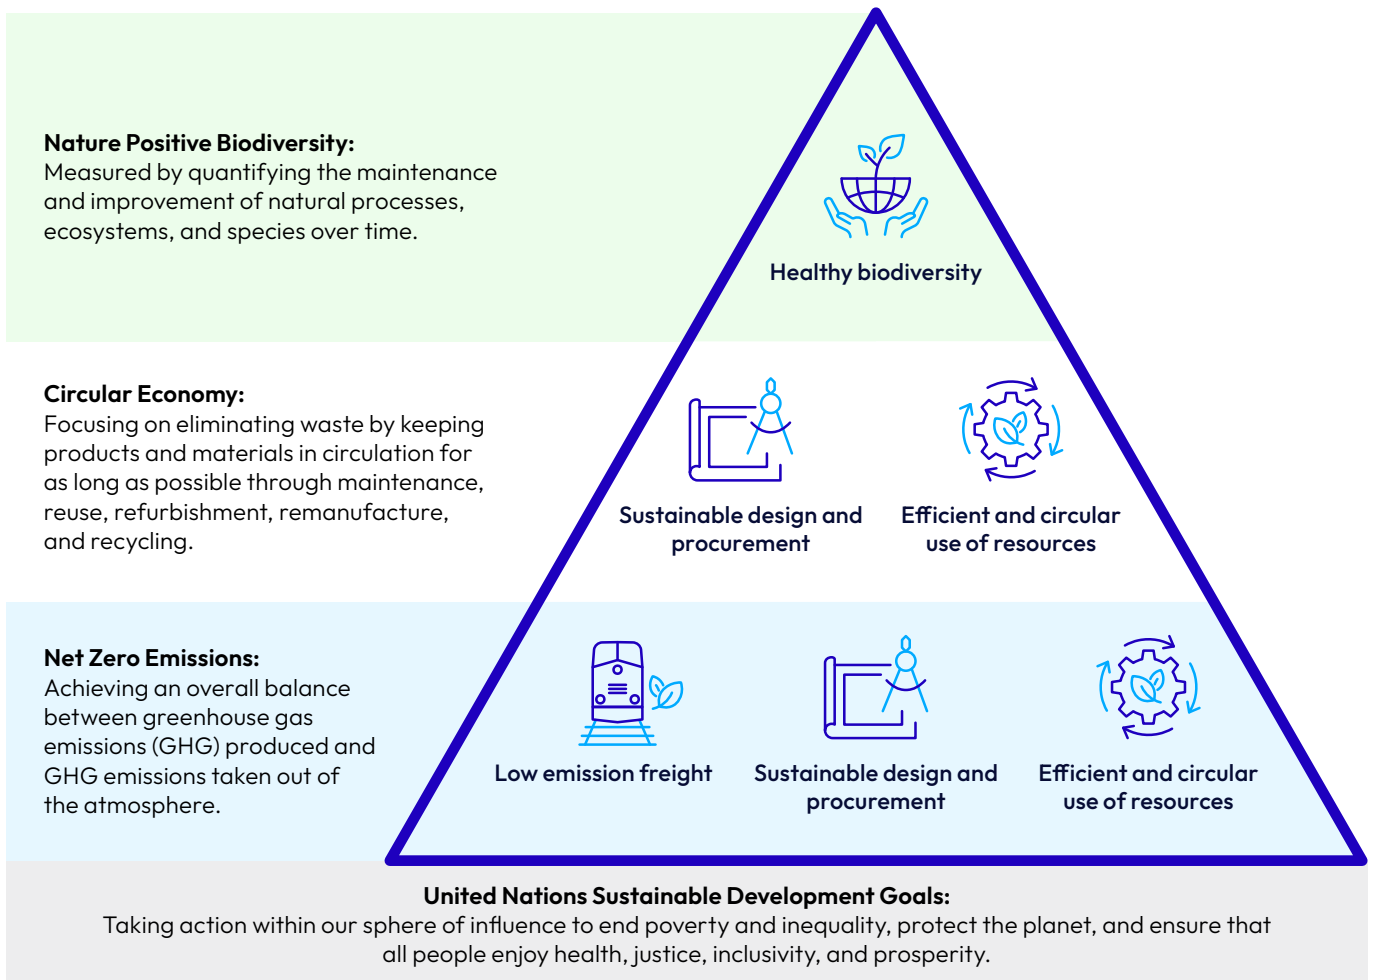 Nature Positive Biodiversity:
Measured by quantifying the maintenance
and improvement of natural processes,
ecosystems, and species over time.
Healthy biodiversity
Circular Economy:
Focusing on eliminating waste by keeping
products and materials in circulation for
as long as possible through maintenance,
reuse, refurbishment, remanufacture,
and recycling.
Sustainable design and
procurement
Efficient and circular
use of resources
Net Zero Emissions:
Achieving an overall balance
between greenhouse gas
emissions (GHG) produced and
GHG emissions taken out of
the atmosphere.
Low emission freight
Sustainable design and
procurement
Efficient and circular
use of resources
United Nations Sustainable Development Goals:
Taking action within our sphere of influence to end poverty and inequality, protect the planet, and ensure that
all people enjoy health, justice, inclusivity, and prosperity.